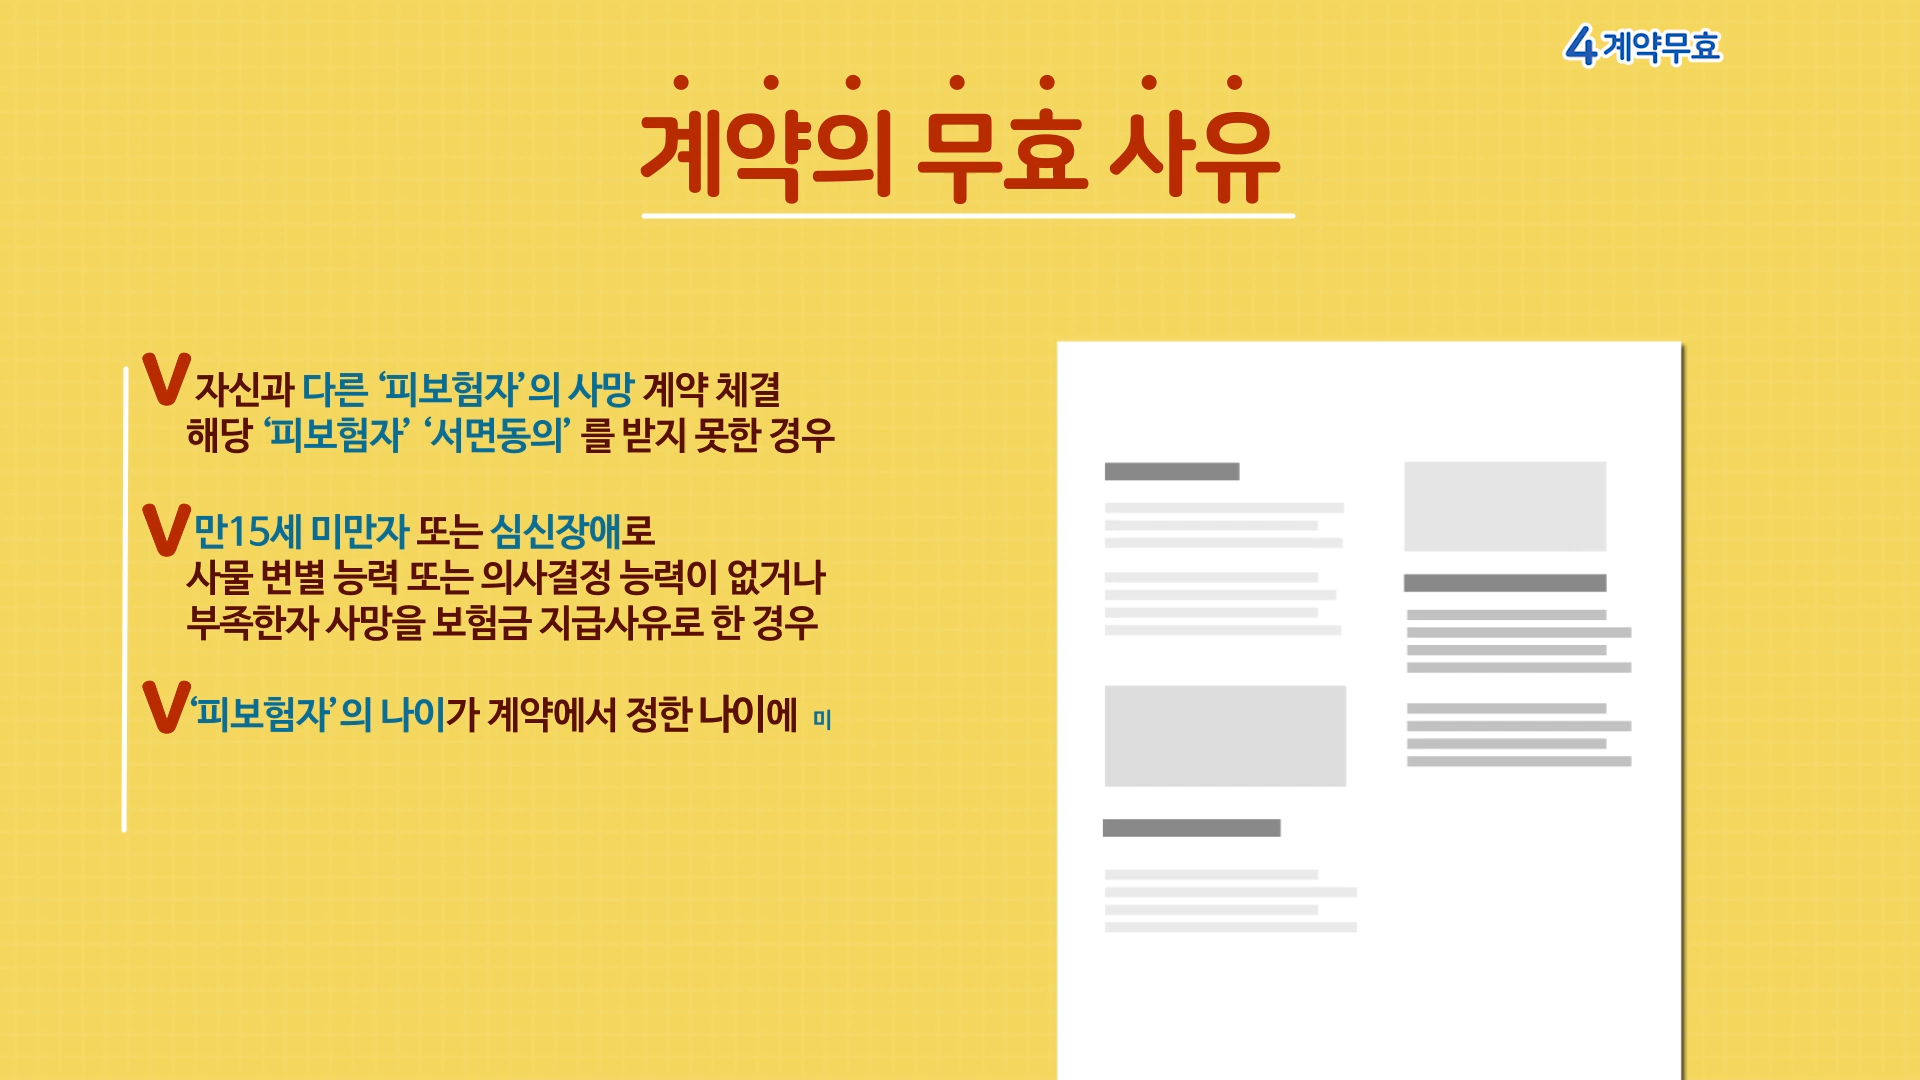 4 계약무효
계약의 무효 사유
V 자신과 다른 ‘피보험자’의 사망 계약 체결
해당 ‘피보험자’ ‘서면동의’ 를 받지 못한 경우
V 만15세 미만자 또는 심신장애로
사물 변별 능력 또는 의사결정 능력이 없거나
부족한자 사망을 보험금 지급사유로 한 경우
V ‘피보험자’의 나이가 계약에서 정한 나이에 미